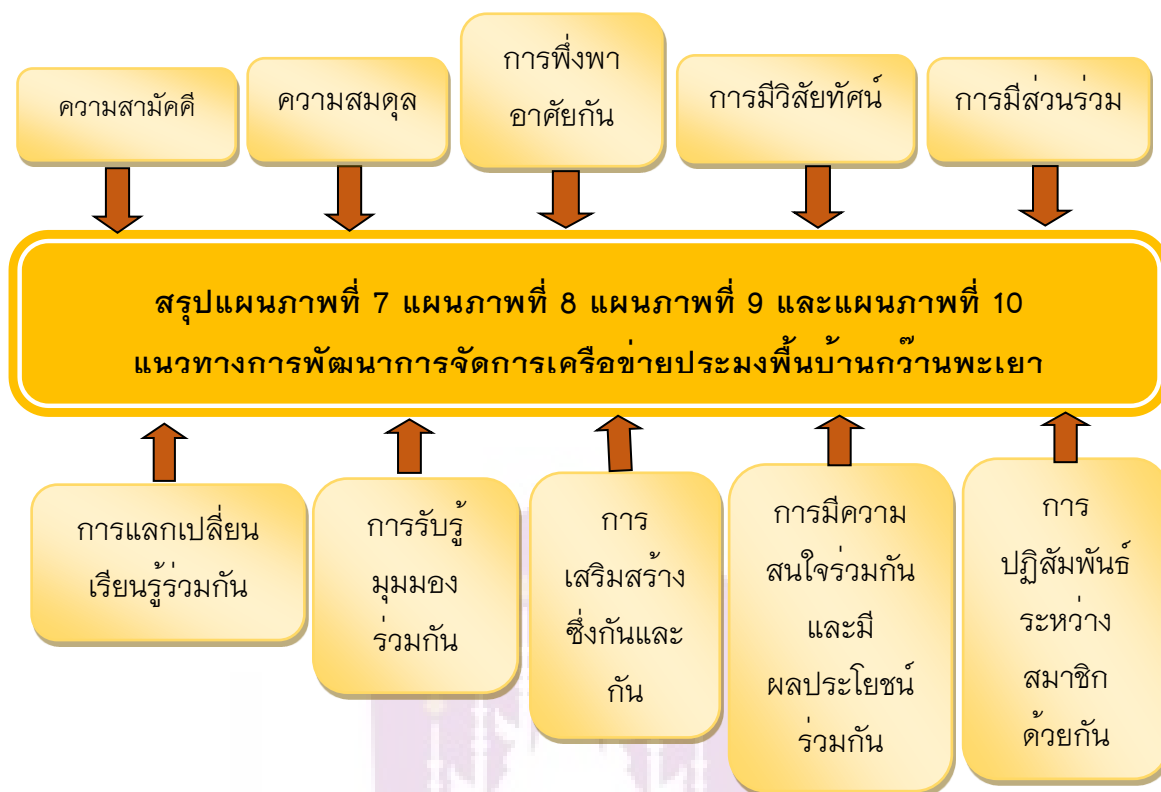 ความสามัคคี
ความสมดุล
การพึ่งพา
อาศัยกัน
การมีวิสัยทัศน์
การมีส่วนร่วม
สรุปแผนภาพที่ 7 แผนภาพที่ 8 แผนภาพที่ 9 และแผนภาพที่ 10
แนวทางการพัฒนาการจัดการเครือข่ายประมงพื้นบ้านกว๊านพะเยา
การแลกเปลี่ยน
เรียนรู้ร่วมกัน
การรับรู้
มุมมอง
ร่วมกัน
การ
เสริมสร้าง
ซึ่งกันและ
กัน
การมีความ
สนใจร่วมกัน
และมี
ผลประโยชน์
ร่วมกัน
การ
ปฏิสัมพันธ์
ระหว่าง
สมาชิก
ด้วยกัน